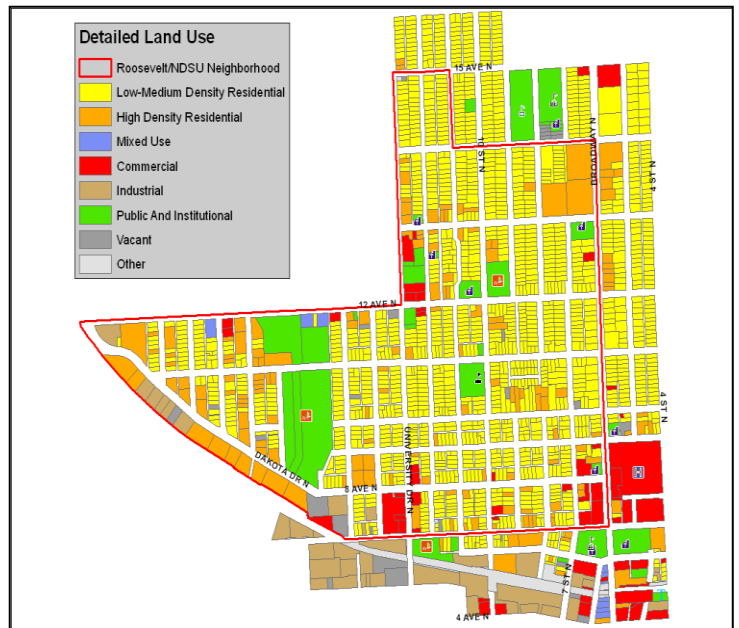 Detailed Land Use
Roosevelt/NDSU Neighborhood
Low-Medium Density Residential
High Density Residential
Mixed Use
Commercial
Industrial
Public And Institutional
Vacant
Other
15 AVE N
10 ST N
BROADWAY N
4 ST N
12 AVE N
4 ST N
UNIVERSITY DR N
DAKOTA DR N
8 AVE N
7 ST N
4 AVE N
H